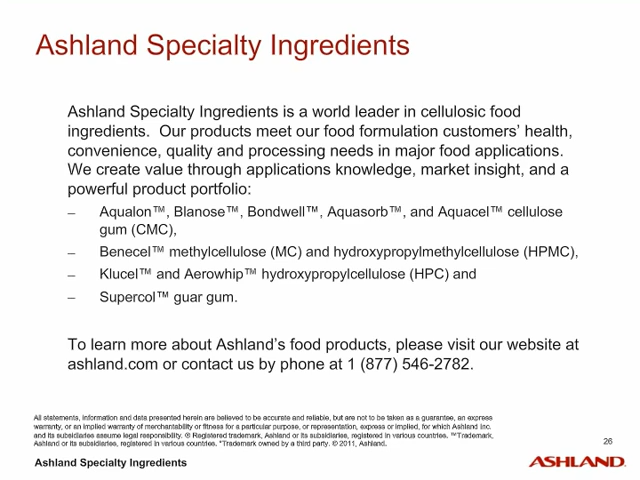 Ashland Specialty Ingredients
Ashland Specialty Ingredients is a world leader in cellulosic food
ingredients.  Our products meet our food formulation customers' health,
convenience, quality and processing needs in major food applications.
We create value through applications knowledge, market insight, and a
powerful product portfolio:
– Aqualon™, Blanose™, Bondwell™, Aquasorb™, and Aquacel™ cellulose
gum (CMC),
– Benecel™ methylcellulose (MC) and hydroxypropylmethylcellulose (HPMC),
– Klucel™ and Aerowhip™ hydroxypropylcellulose (HPC) and
– Supercol™ guar gum.
To learn more about Ashland's food products, please visit our website at
ashland.com or contact us by phone at 1 (877) 546-2782.
All statements, information and data presented herein are believed to be accurate and reliable, but are not to be taken as a guarantee, an express
warranty, or an implied warranty of merchantability or fitness for a particular purpose, or representation, express or implied, for which Ashland Inc.
and its subsidiaries assume legal responsibility. ® Registered trademark, Ashland or its subsidiaries, registered in various countries. ™Trademark,
Ashland or its subsidiaries, registered in various countries. *Trademark owned by a third party. © 2011, Ashland.
26
Ashland Specialty Ingredients
ASHLAND.